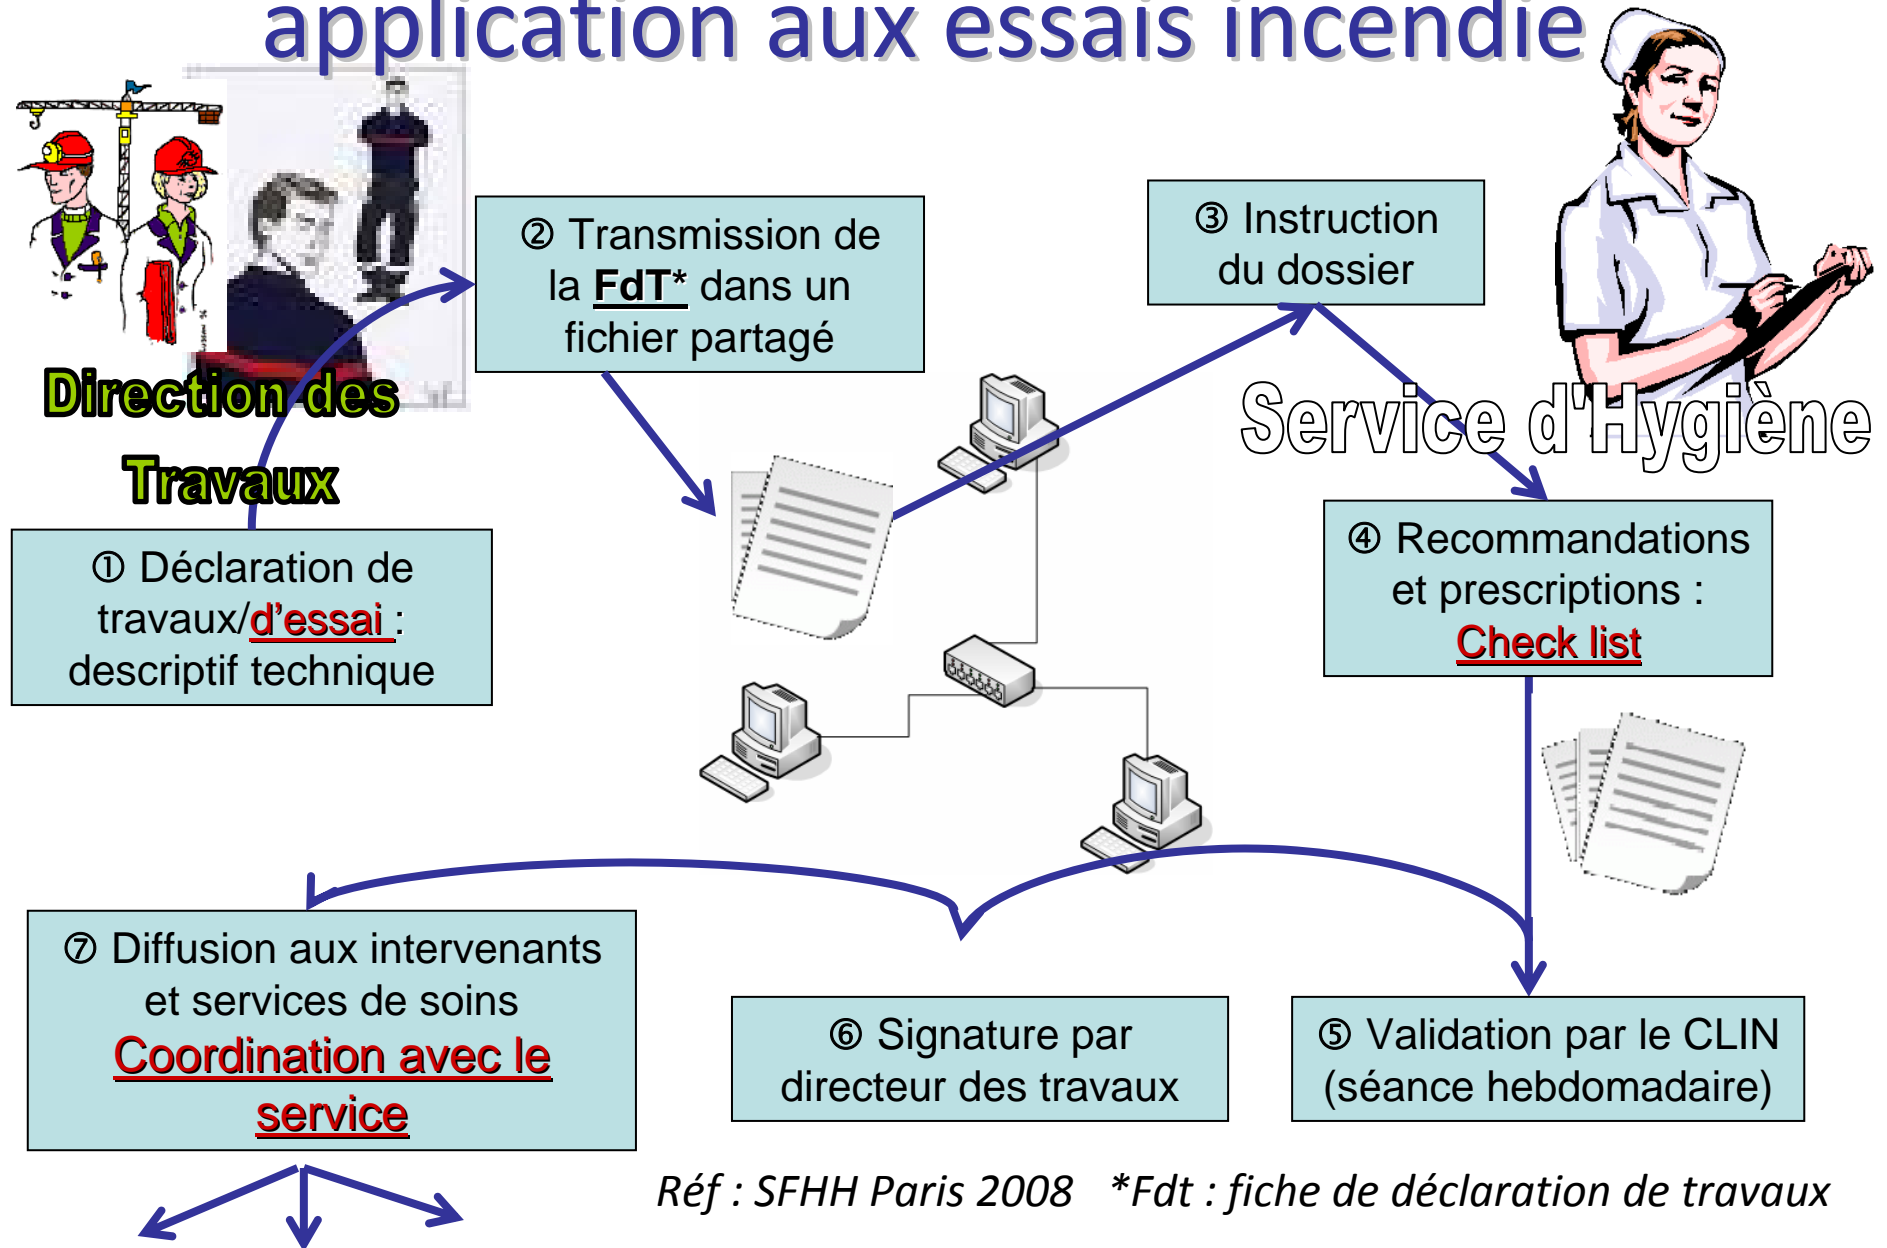 application aux essais incendie
Direction des
Travaux
① Déclaration de
travaux/d’essai :
descriptif technique
② Transmission de
la FdT* dans un
fichier partagé
③ Instruction
du dossier
Service d'Hygiène
④ Recommandations
et prescriptions :
Check list
⑤ Validation par le CLIN
(séance hebdomadaire)
⑥ Signature par
directeur des travaux
⑦ Diffusion aux intervenants
et services de soins
Coordination avec le
service
Réf : SFHH Paris 2008 *Fdt : fiche de déclaration de travaux